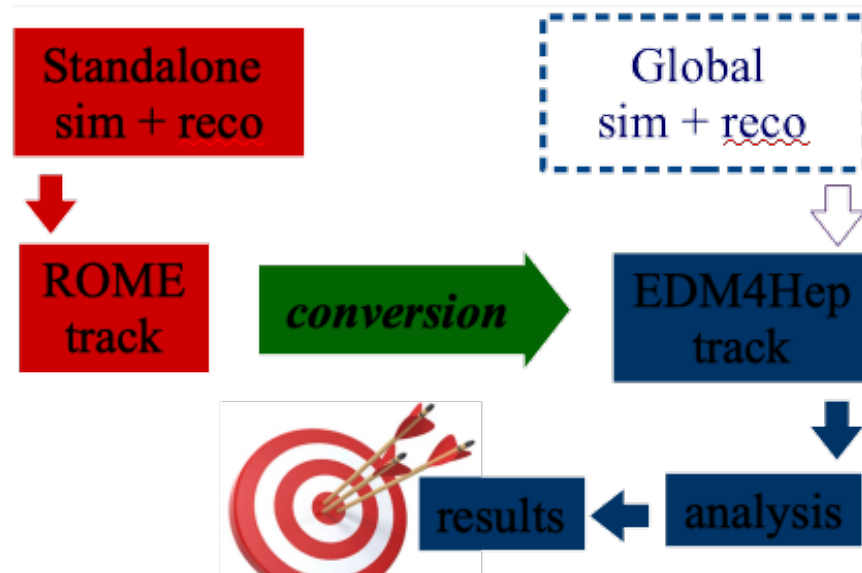 Standalone
sim + reco
Global
sim + reco
ROME
track
conversion
EDM4Hep
track
results
analysis